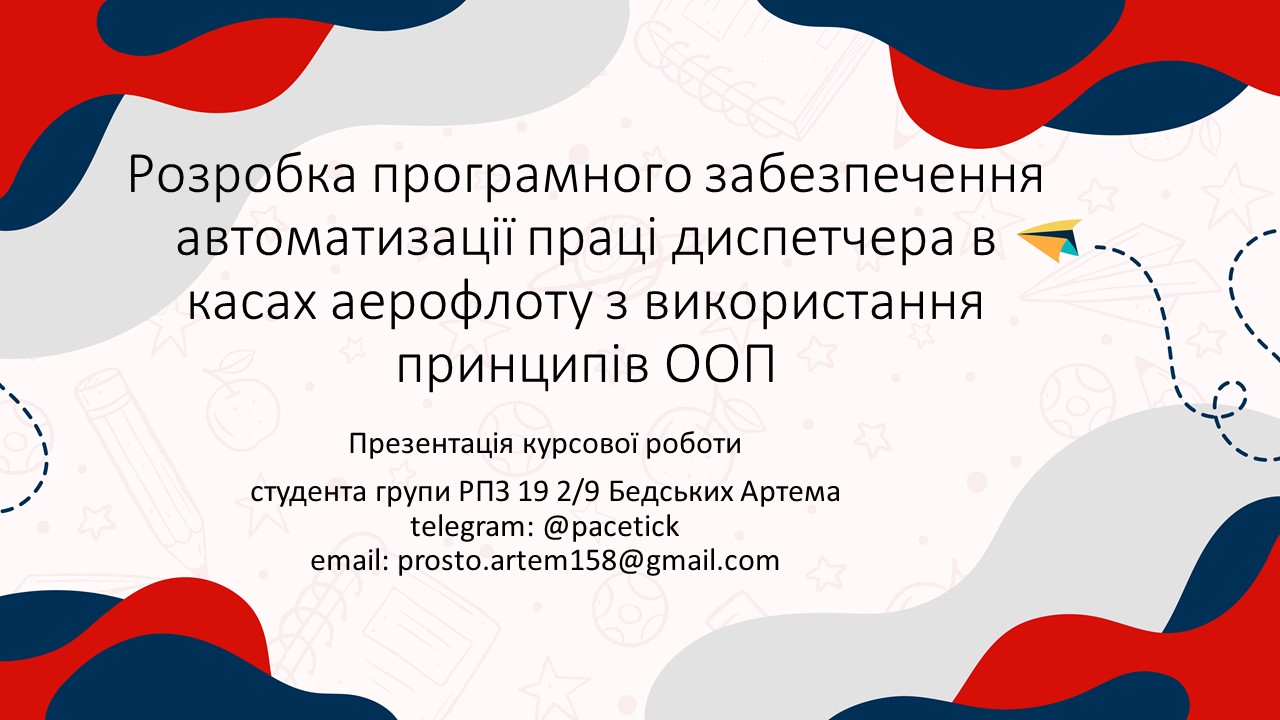 Розробка програмного забезпечення
автоматизації праці диспетчера в
касах аерофлоту з використання
принципів ООП
Презентація курсової роботи
студента групи РПЗ 19 2/9 Бедських Артема
telegram: @pacetick
email: prosto.artem158@gmail.com